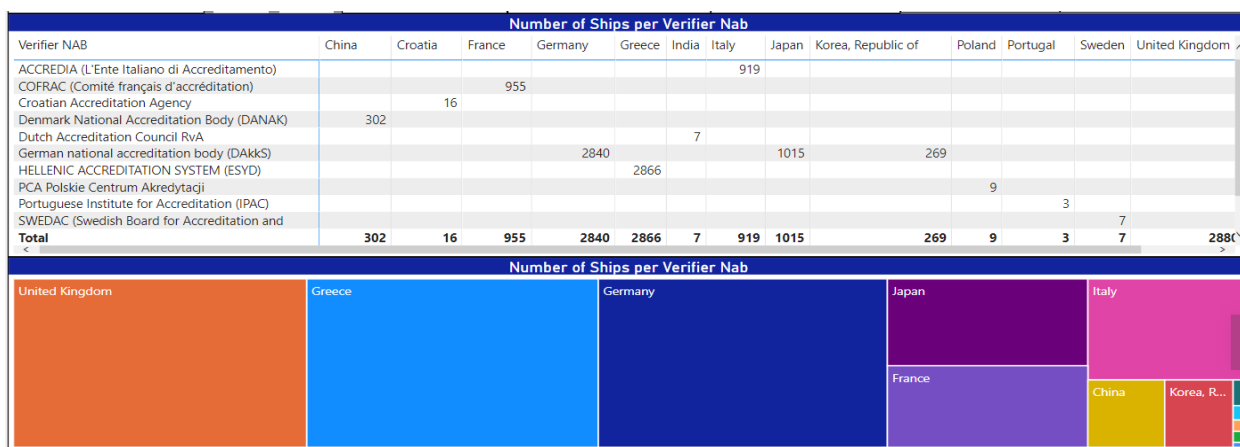 Number of Ships per Verifier Nab
Verifier NAB China Croatia France Germany Greece India Italy Japan Korea, Republic of Poland Portugal Sweden United Kingdom
ACCREDIA (L'Ente Italiano di Accreditamento) 919
COFRAC (Comité français d'accréditation) 955
Croatian Accreditation Agency 16
Denmark National Accreditation Body (DANAK) 302
Dutch Accreditation Council RvA 7
German national accreditation body (DAkkS) 2840 1015 269
HELLENIC ACCREDITATION SYSTEM (ESYD) 2866
PCA Polskie Centrum Akredytacji 9
Portuguese Institute for Accreditation (IPAC) 3
SWEDAC (Swedish Board for Accreditation and 7
Total 302 16 955 2840 2866 7 919 1015 269 9 3 7 288
Number of Ships per Verifier Nab
United Kingdom Greece Germany Japan Italy
France
China Korea, R...